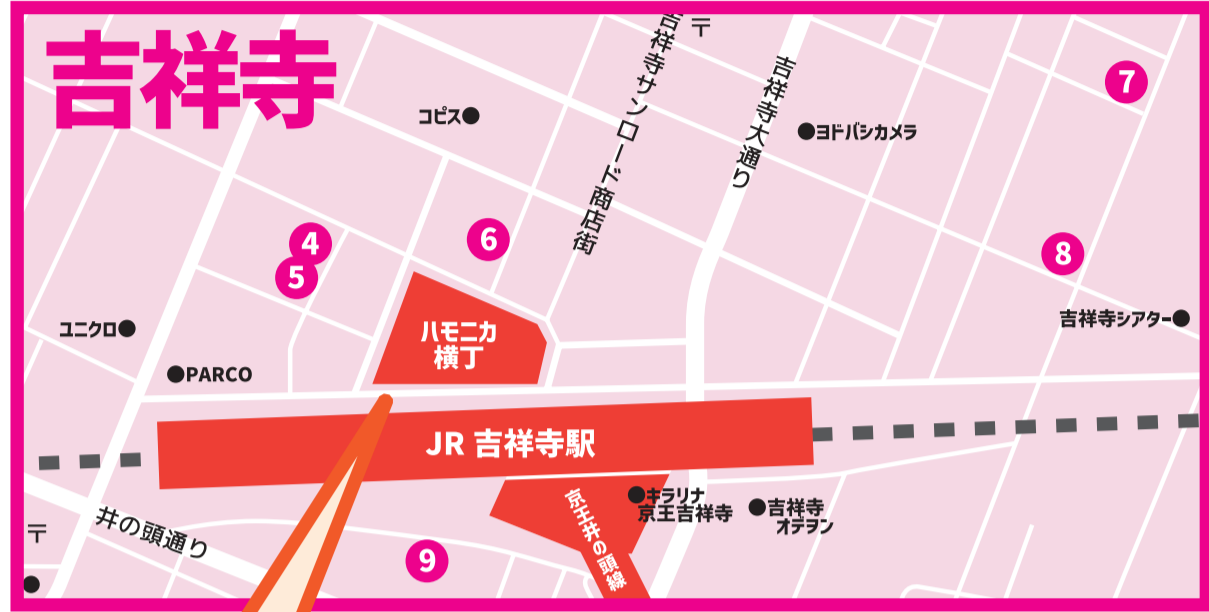 吉祥寺
〒
吉祥寺サンロード商店街
吉祥寺大通り
コピス
ヨドバシカメラ
7
4
5
6
8
ユニクロ
PARCO
ハモニカ
横丁
吉祥寺シアター
JR 吉祥寺駅
キラリナ
京王吉祥寺
吉祥寺
オデヲン
京王井の頭線
井の頭通り
〒
9